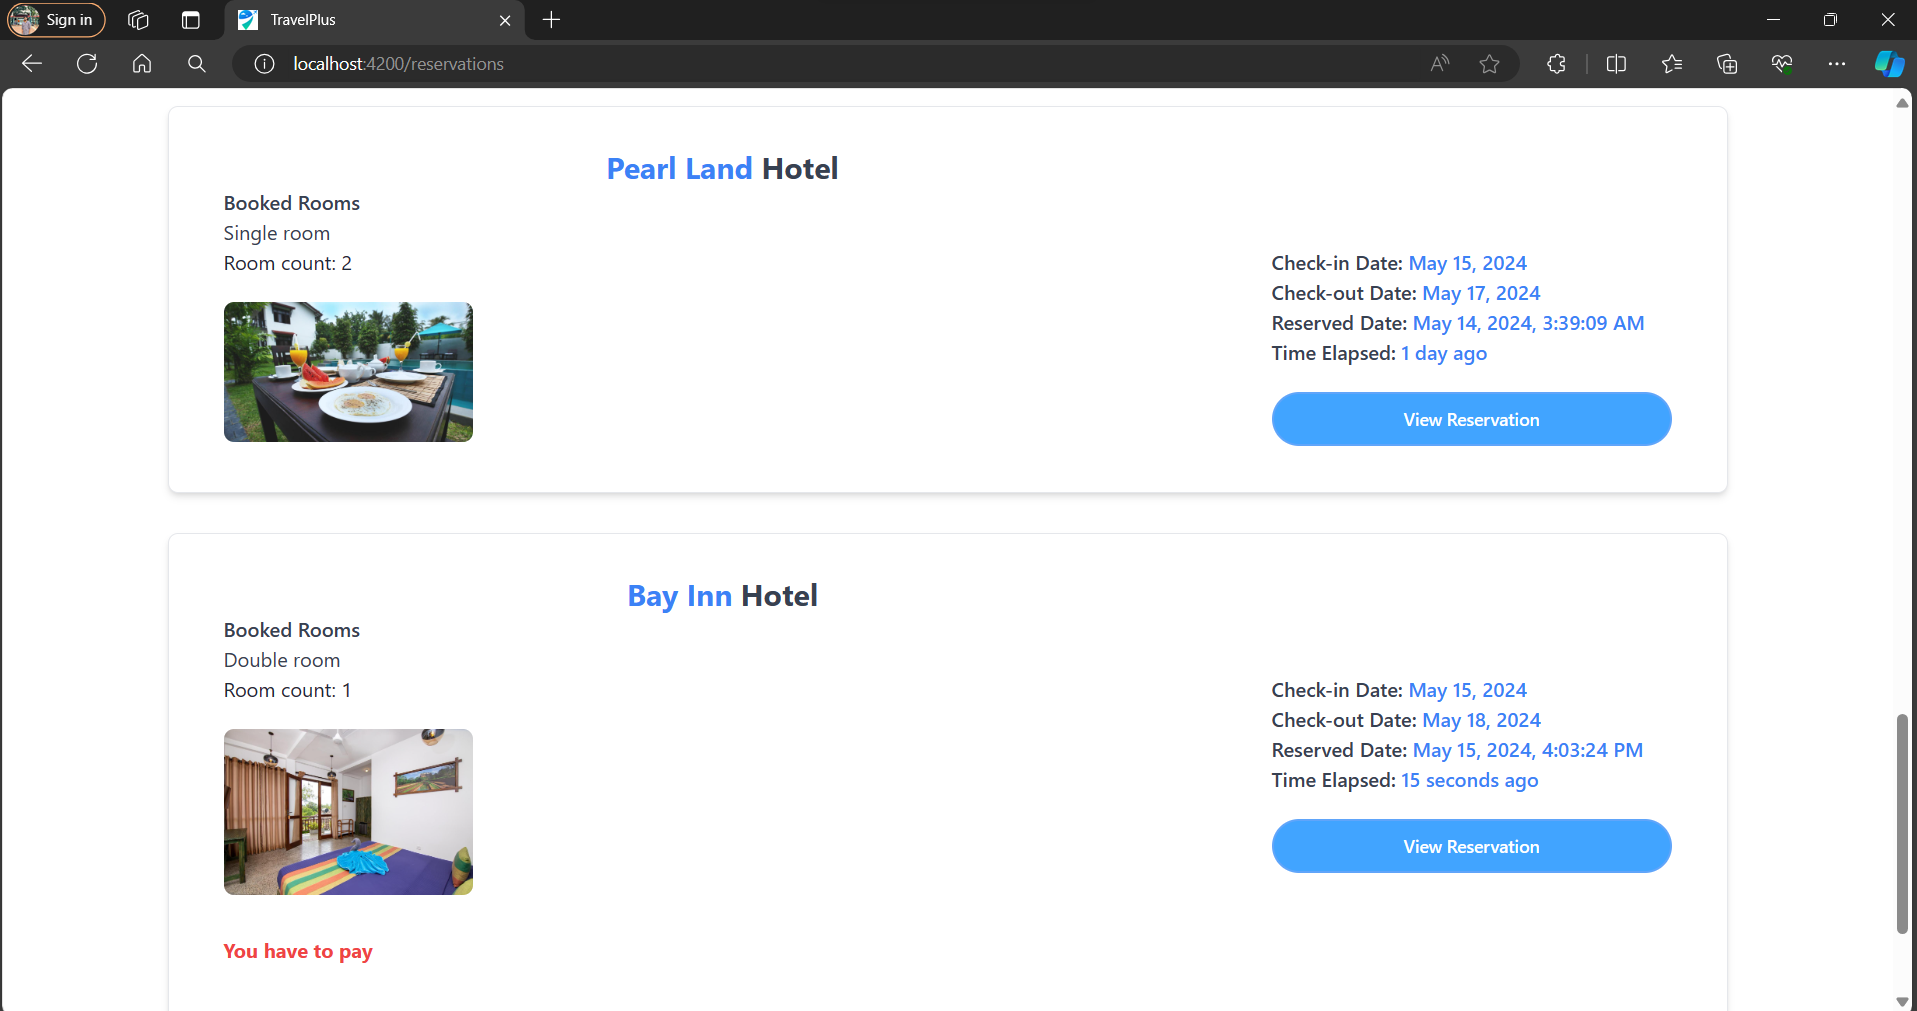 Sign in
TravelPlus
localhost:4200/reservations
Pearl Land Hotel
Booked Rooms
Single room
Room count: 2
Check-in Date: May 15, 2024
Check-out Date: May 17, 2024
Reserved Date: May 14, 2024, 3:39:09 AM
Time Elapsed: 1 day ago
View Reservation
Bay Inn Hotel
Booked Rooms
Double room
Room count: 1
Check-in Date: May 15, 2024
Check-out Date: May 18, 2024
Reserved Date: May 15, 2024, 4:03:24 PM
Time Elapsed: 15 seconds ago
View Reservation
You have to pay